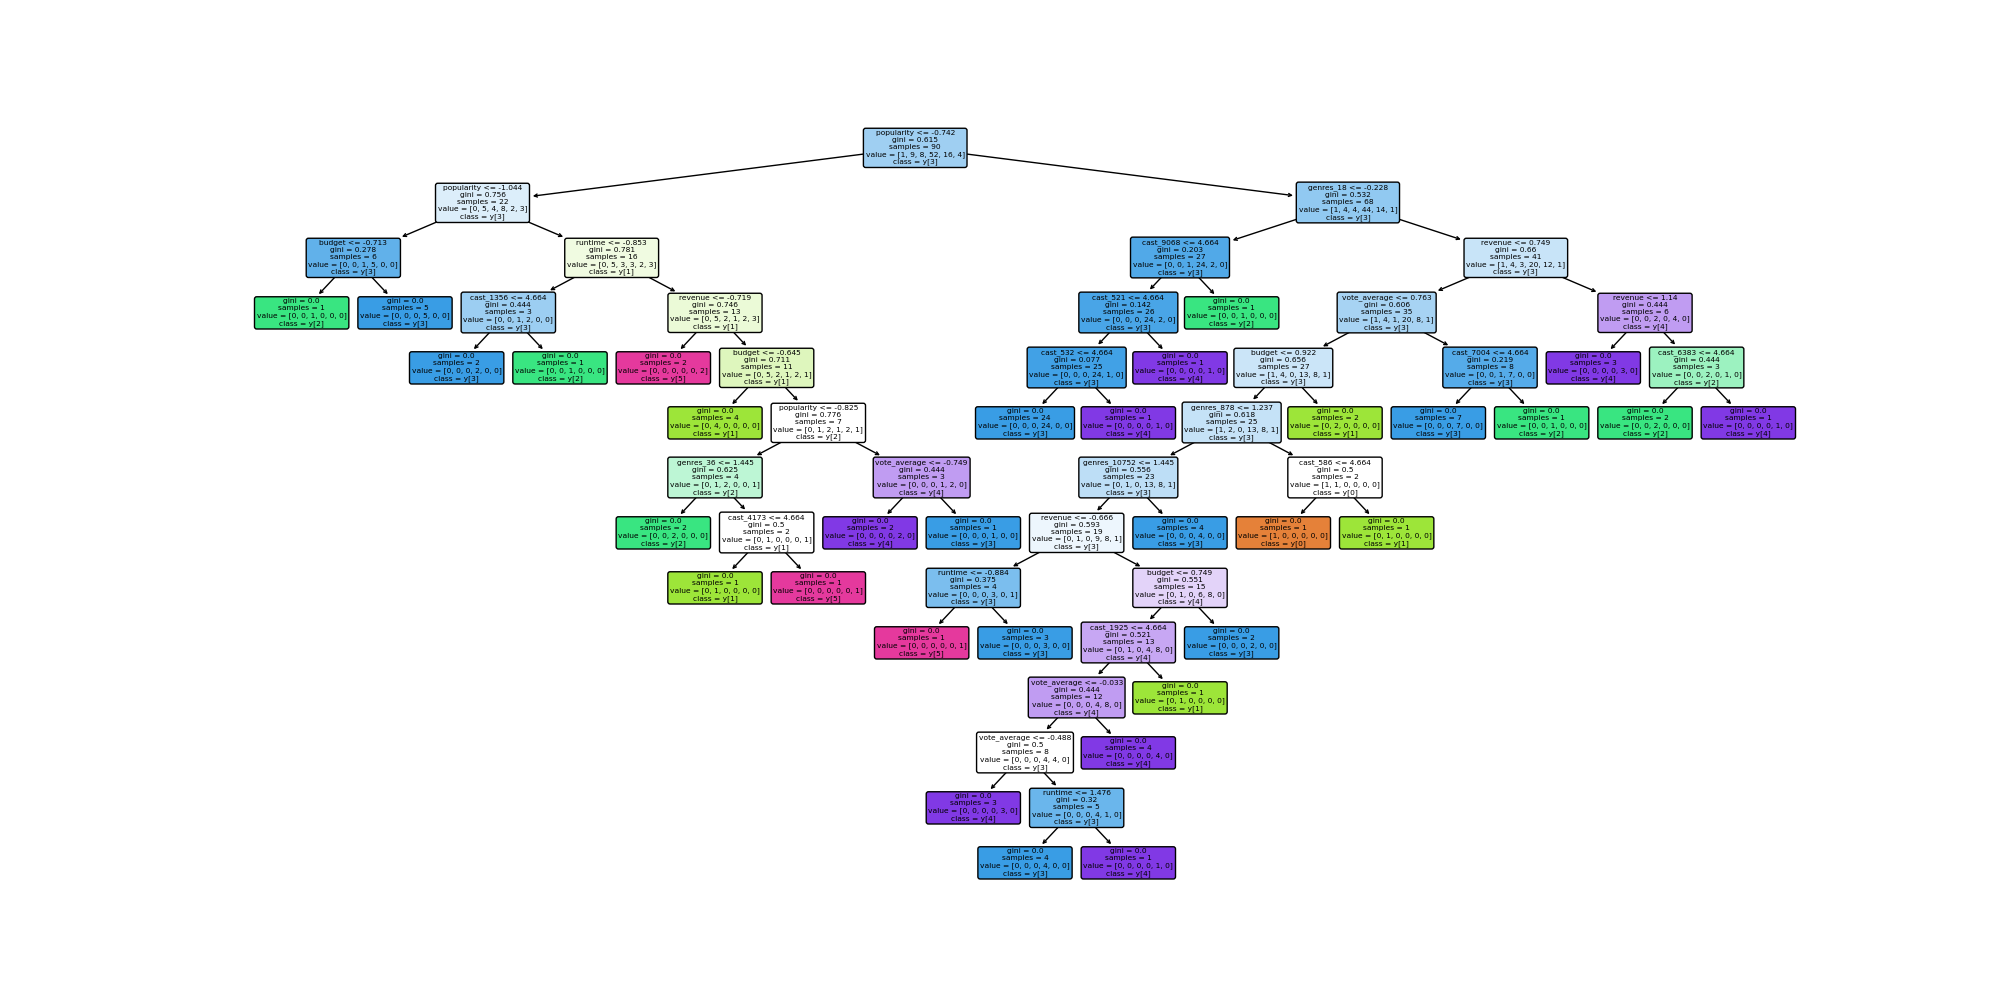 popularity <= -0.742
gini = 0.615
samples = 90
value = [1, 9, 8, 52, 16, 4]
class = y[3]
popularity <= -1.044
gini = 0.756
samples = 22
value = [0, 5, 4, 8, 2, 3]
class = y[3]
genres_18 <= -0.228
gini = 0.532
samples = 68
value = [1, 4, 4, 44, 14, 1]
class = y[3]
budget <= -0.713
gini = 0.278
samples = 6
value = [0, 0, 1, 5, 0, 0]
class = y[3]
runtime <= -0.853
gini = 0.781
samples = 16
value = [0, 5, 3, 3, 2, 3]
class = y[1]
cast_9068 <= 4.664
gini = 0.203
samples = 27
value = [0, 0, 1, 24, 2, 0]
class = y[3]
revenue <= 0.749
gini = 0.66
samples = 41
value = [1, 4, 3, 20, 12, 1]
class = y[3]
gini = 0.0
samples = 1
value = [0, 0, 1, 0, 0, 0]
class = y[2]
gini = 0.0
samples = 5
value = [0, 0, 0, 5, 0, 0]
class = y[3]
cast_1356 <= 4.664
gini = 0.444
samples = 3
value = [0, 0, 1, 2, 0, 0]
class = y[3]
revenue <= -0.719
gini = 0.746
samples = 13
value = [0, 5, 2, 1, 2, 3]
class = y[1]
cast_521 <= 4.664
gini = 0.142
samples = 26
value = [0, 0, 0, 24, 2, 0]
class = y[3]
gini = 0.0
samples = 1
value = [0, 0, 1, 0, 0, 0]
class = y[2]
vote_average <= 0.763
gini = 0.606
samples = 35
value = [1, 4, 1, 20, 8, 1]
class = y[3]
revenue <= 1.14
gini = 0.444
samples = 6
value = [0, 0, 2, 0, 4, 0]
class = y[4]
gini = 0.0
samples = 2
value = [0, 0, 0, 2, 0, 0]
class = y[3]
gini = 0.0
samples = 1
value = [0, 0, 1, 0, 0, 0]
class = y[2]
gini = 0.0
samples = 2
value = [0, 0, 0, 0, 0, 2]
class = y[5]
budget <= -0.645
gini = 0.711
samples = 11
value = [0, 5, 2, 1, 2, 1]
class = y[1]
cast_532 <= 4.664
gini = 0.077
samples = 25
value = [0, 0, 0, 24, 1, 0]
class = y[3]
gini = 0.0
samples = 1
value = [0, 0, 0, 0, 1, 0]
class = y[4]
budget <= 0.922
gini = 0.656
samples = 27
value = [1, 4, 0, 13, 8, 1]
class = y[3]
cast_7004 <= 4.664
gini = 0.219
samples = 8
value = [0, 0, 1, 7, 0, 0]
class = y[3]
gini = 0.0
samples = 3
value = [0, 0, 0, 0, 3, 0]
class = y[4]
cast_6383 <= 4.664
gini = 0.444
samples = 3
value = [0, 0, 2, 0, 1, 0]
class = y[2]
gini = 0.0
samples = 4
value = [0, 4, 0, 0, 0, 0]
class = y[1]
popularity <= -0.825
gini = 0.776
samples = 7
value = [0, 1, 2, 1, 2, 1]
class = y[2]
gini = 0.0
samples = 24
value = [0, 0, 0, 24, 0, 0]
class = y[3]
gini = 0.0
samples = 1
value = [0, 0, 0, 0, 1, 0]
class = y[4]
genres_878 <= 1.237
gini = 0.618
samples = 25
value = [1, 2, 0, 13, 8, 1]
class = y[3]
gini = 0.0
samples = 2
value = [0, 2, 0, 0, 0, 0]
class = y[1]
gini = 0.0
samples = 7
value = [0, 0, 0, 7, 0, 0]
class = y[3]
gini = 0.0
samples = 1
value = [0, 0, 1, 0, 0, 0]
class = y[2]
gini = 0.0
samples = 2
value = [0, 0, 2, 0, 0, 0]
class = y[2]
gini = 0.0
samples = 1
value = [0, 0, 0, 0, 1, 0]
class = y[4]
genres_36 <= 1.445
gini = 0.625
samples = 4
value = [0, 1, 2, 0, 0, 1]
class = y[2]
vote_average <= -0.749
gini = 0.444
samples = 3
value = [0, 0, 0, 1, 2, 0]
class = y[4]
genres_10752 <= 1.445
gini = 0.556
samples = 23
value = [0, 1, 0, 13, 8, 1]
class = y[3]
cast_586 <= 4.664
gini = 0.5
samples = 2
value = [1, 1, 0, 0, 0, 0]
class = y[0]
gini = 0.0
samples = 2
value = [0, 0, 2, 0, 0, 0]
class = y[2]
cast_4173 <= 4.664
gini = 0.5
samples = 2
value = [0, 1, 0, 0, 0, 1]
class = y[1]
gini = 0.0
samples = 2
value = [0, 0, 0, 0, 2, 0]
class = y[4]
gini = 0.0
samples = 1
value = [0, 0, 0, 1, 0, 0]
class = y[3]
revenue <= -0.666
gini = 0.593
samples = 19
value = [0, 1, 0, 9, 8, 1]
class = y[3]
gini = 0.0
samples = 4
value = [0, 0, 0, 4, 0, 0]
class = y[3]
gini = 0.0
samples = 1
value = [1, 0, 0, 0, 0, 0]
class = y[0]
gini = 0.0
samples = 1
value = [0, 1, 0, 0, 0, 0]
class = y[1]
gini = 0.0
samples = 1
value = [0, 1, 0, 0, 0, 0]
class = y[1]
gini = 0.0
samples = 1
value = [0, 0, 0, 0, 0, 1]
class = y[5]
runtime <= -0.884
gini = 0.375
samples = 4
value = [0, 0, 0, 3, 0, 1]
class = y[3]
budget <= 0.749
gini = 0.551
samples = 15
value = [0, 1, 0, 6, 8, 0]
class = y[4]
gini = 0.0
samples = 1
value = [0, 0, 0, 0, 0, 1]
class = y[5]
gini = 0.0
samples = 3
value = [0, 0, 0, 3, 0, 0]
class = y[3]
cast_1925 <= 4.664
gini = 0.521
samples = 13
value = [0, 1, 0, 4, 8, 0]
class = y[4]
gini = 0.0
samples = 2
value = [0, 0, 0, 2, 0, 0]
class = y[3]
vote_average <= -0.033
gini = 0.444
samples = 12
value = [0, 0, 0, 4, 8, 0]
class = y[4]
gini = 0.0
samples = 1
value = [0, 1, 0, 0, 0, 0]
class = y[1]
vote_average <= -0.488
gini = 0.5
samples = 8
value = [0, 0, 0, 4, 4, 0]
class = y[3]
gini = 0.0
samples = 4
value = [0, 0, 0, 0, 4, 0]
class = y[4]
gini = 0.0
samples = 3
value = [0, 0, 0, 0, 3, 0]
class = y[4]
runtime <= 1.476
gini = 0.32
samples = 5
value = [0, 0, 0, 4, 1, 0]
class = y[3]
gini = 0.0
samples = 4
value = [0, 0, 0, 4, 0, 0]
class = y[3]
gini = 0.0
samples = 1
value = [0, 0, 0, 0, 1, 0]
class = y[4]